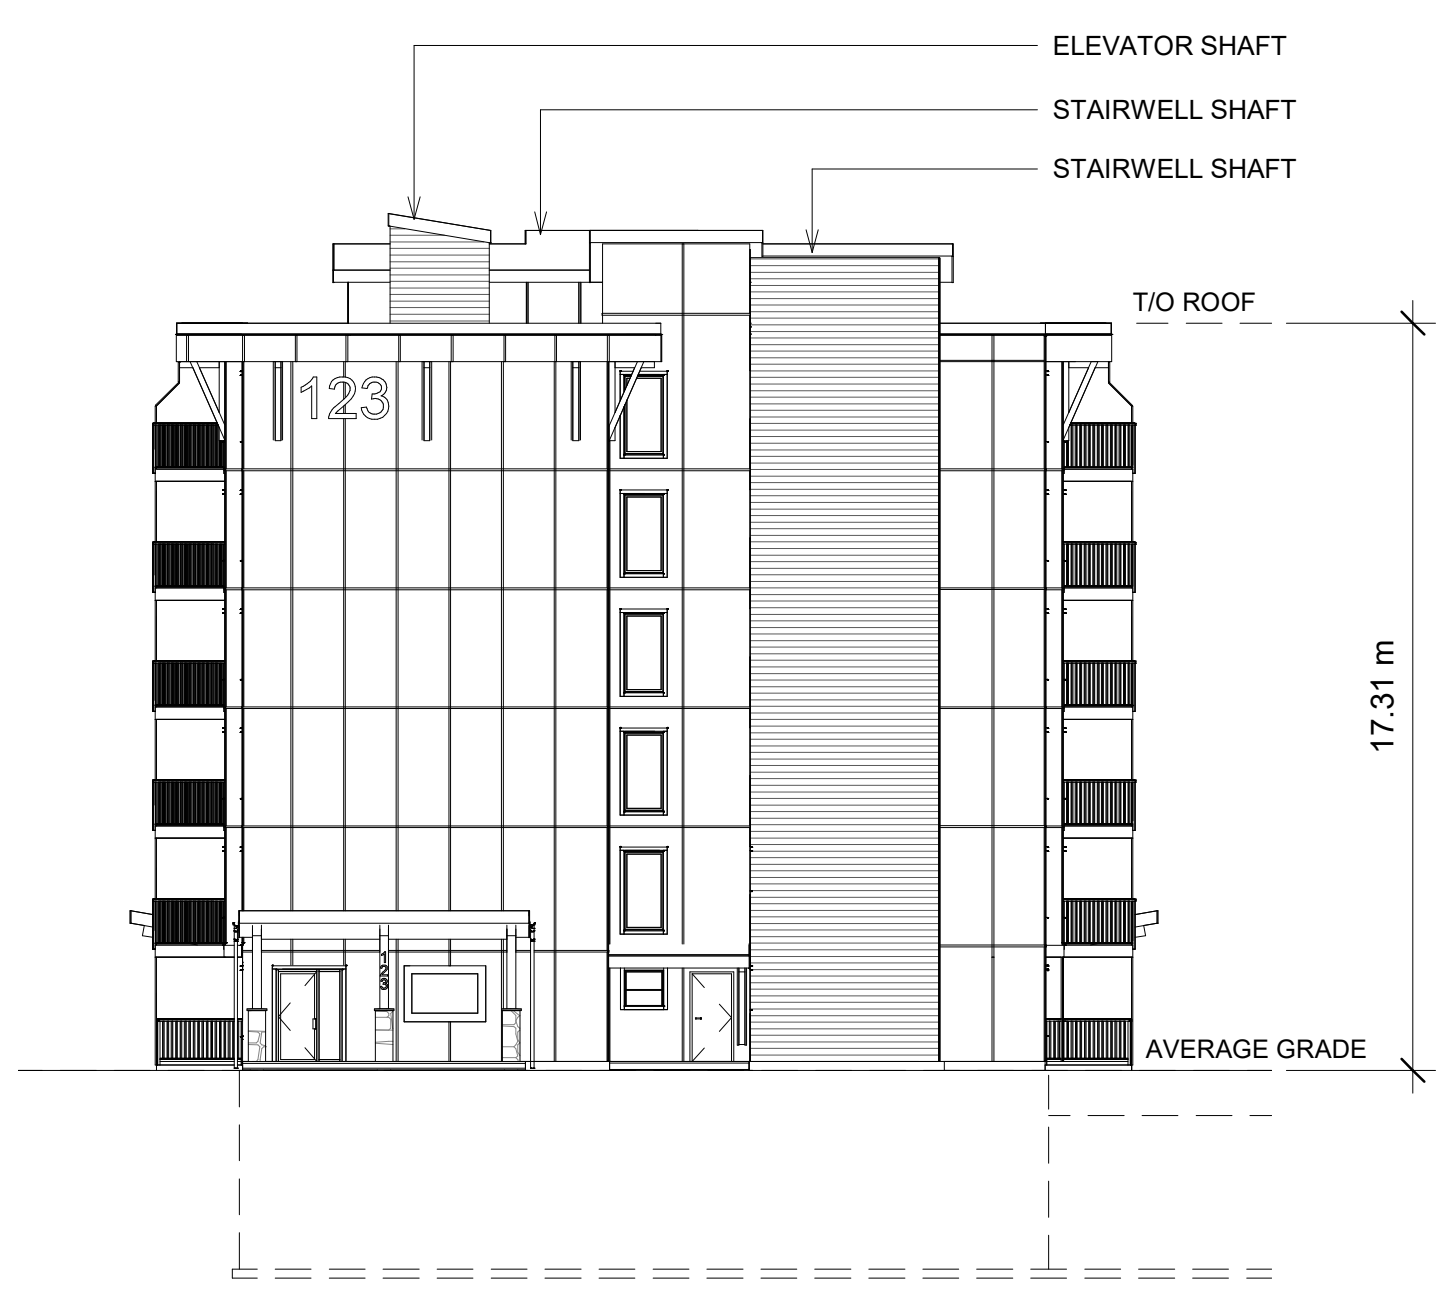 ELEVATOR SHAFT
STAIRWELL SHAFT
STAIRWELL SHAFT
T/O ROOF
123
17.31 m
123
AVERAGE GRADE